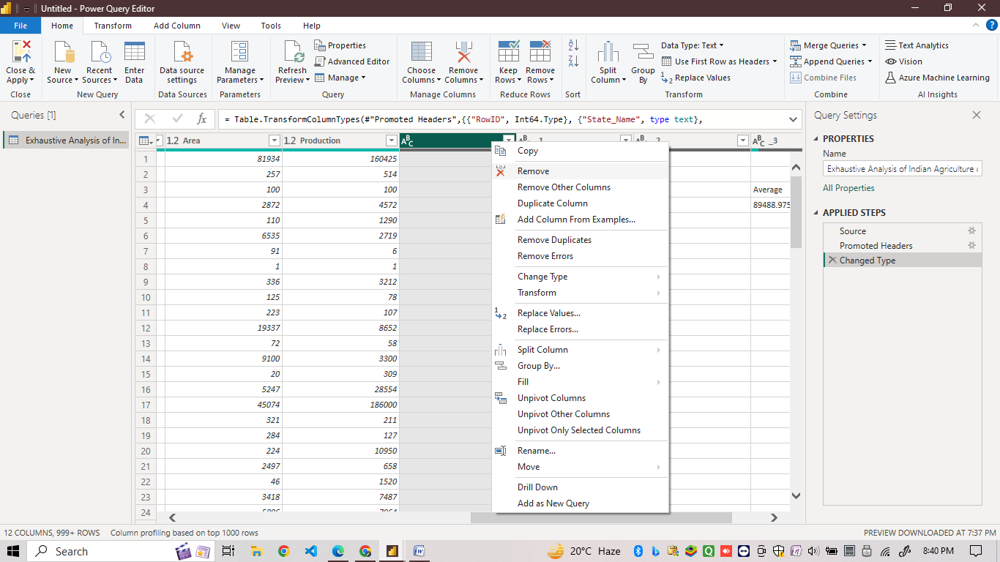 Untitled - Power Query Editor
File Home Transform Add Column View Tools Help
Close & Apply
Close
New Source
Recent Sources
Enter Data
New Query
Data source settings
Data Sources
Manage Parameters
Parameters
Refresh Preview
Properties
Advanced Editor
Manage
Query
Choose Columns
Remove Columns
Manage Columns
Keep Rows
Remove Rows
Reduce Rows
Sort
Split Column
Group By
Data Type: Text
Use First Row as Headers
Replace Values
Transform
Merge Queries
Append Queries
Combine Files
Combine
Text Analytics
Vision
Azure Machine Learning
AI Insights
Queries [1]
Exhaustive Analysis of In...
= Table.TransformColumnTypes(#"Promoted Headers",{{"RowID", Int64.Type}, {"State_Name", type text},
1.2 Area 1.2 Production ABC ABC _1 ABC _2 ABC _3
1 81934 160425
2 257 514
3 100 100 Average
4 2872 4572 89488.975
5 110 1290
6 6535 2719
7 91 6
8 1 1
9 336 3212
10 125 78
11 223 107
12 19337 8652
13 72 58
14 9100 3300
15 20 309
16 5247 28554
17 45074 186000
18 321 211
19 284 127
20 224 10950
21 2497 658
22 46 1520
23 3418 7487
24
Copy
Remove
Remove Other Columns
Duplicate Column
Add Column From Examples...
Remove Duplicates
Remove Errors
Change Type
Transform
Replace Values...
Replace Errors...
Split Column
Group By...
Fill
Unpivot Columns
Unpivot Other Columns
Unpivot Only Selected Columns
Rename...
Move
Drill Down
Add as New Query
Query Settings
PROPERTIES
Name
Exhaustive Analysis of Indian Agriculture
All Properties
APPLIED STEPS
Source
Promoted Headers
Changed Type
12 COLUMNS, 999+ ROWS Column profiling based on top 1000 rows
PREVIEW DOWNLOADED AT 7:37 PM
Search
20°C Haze
8:40 PM